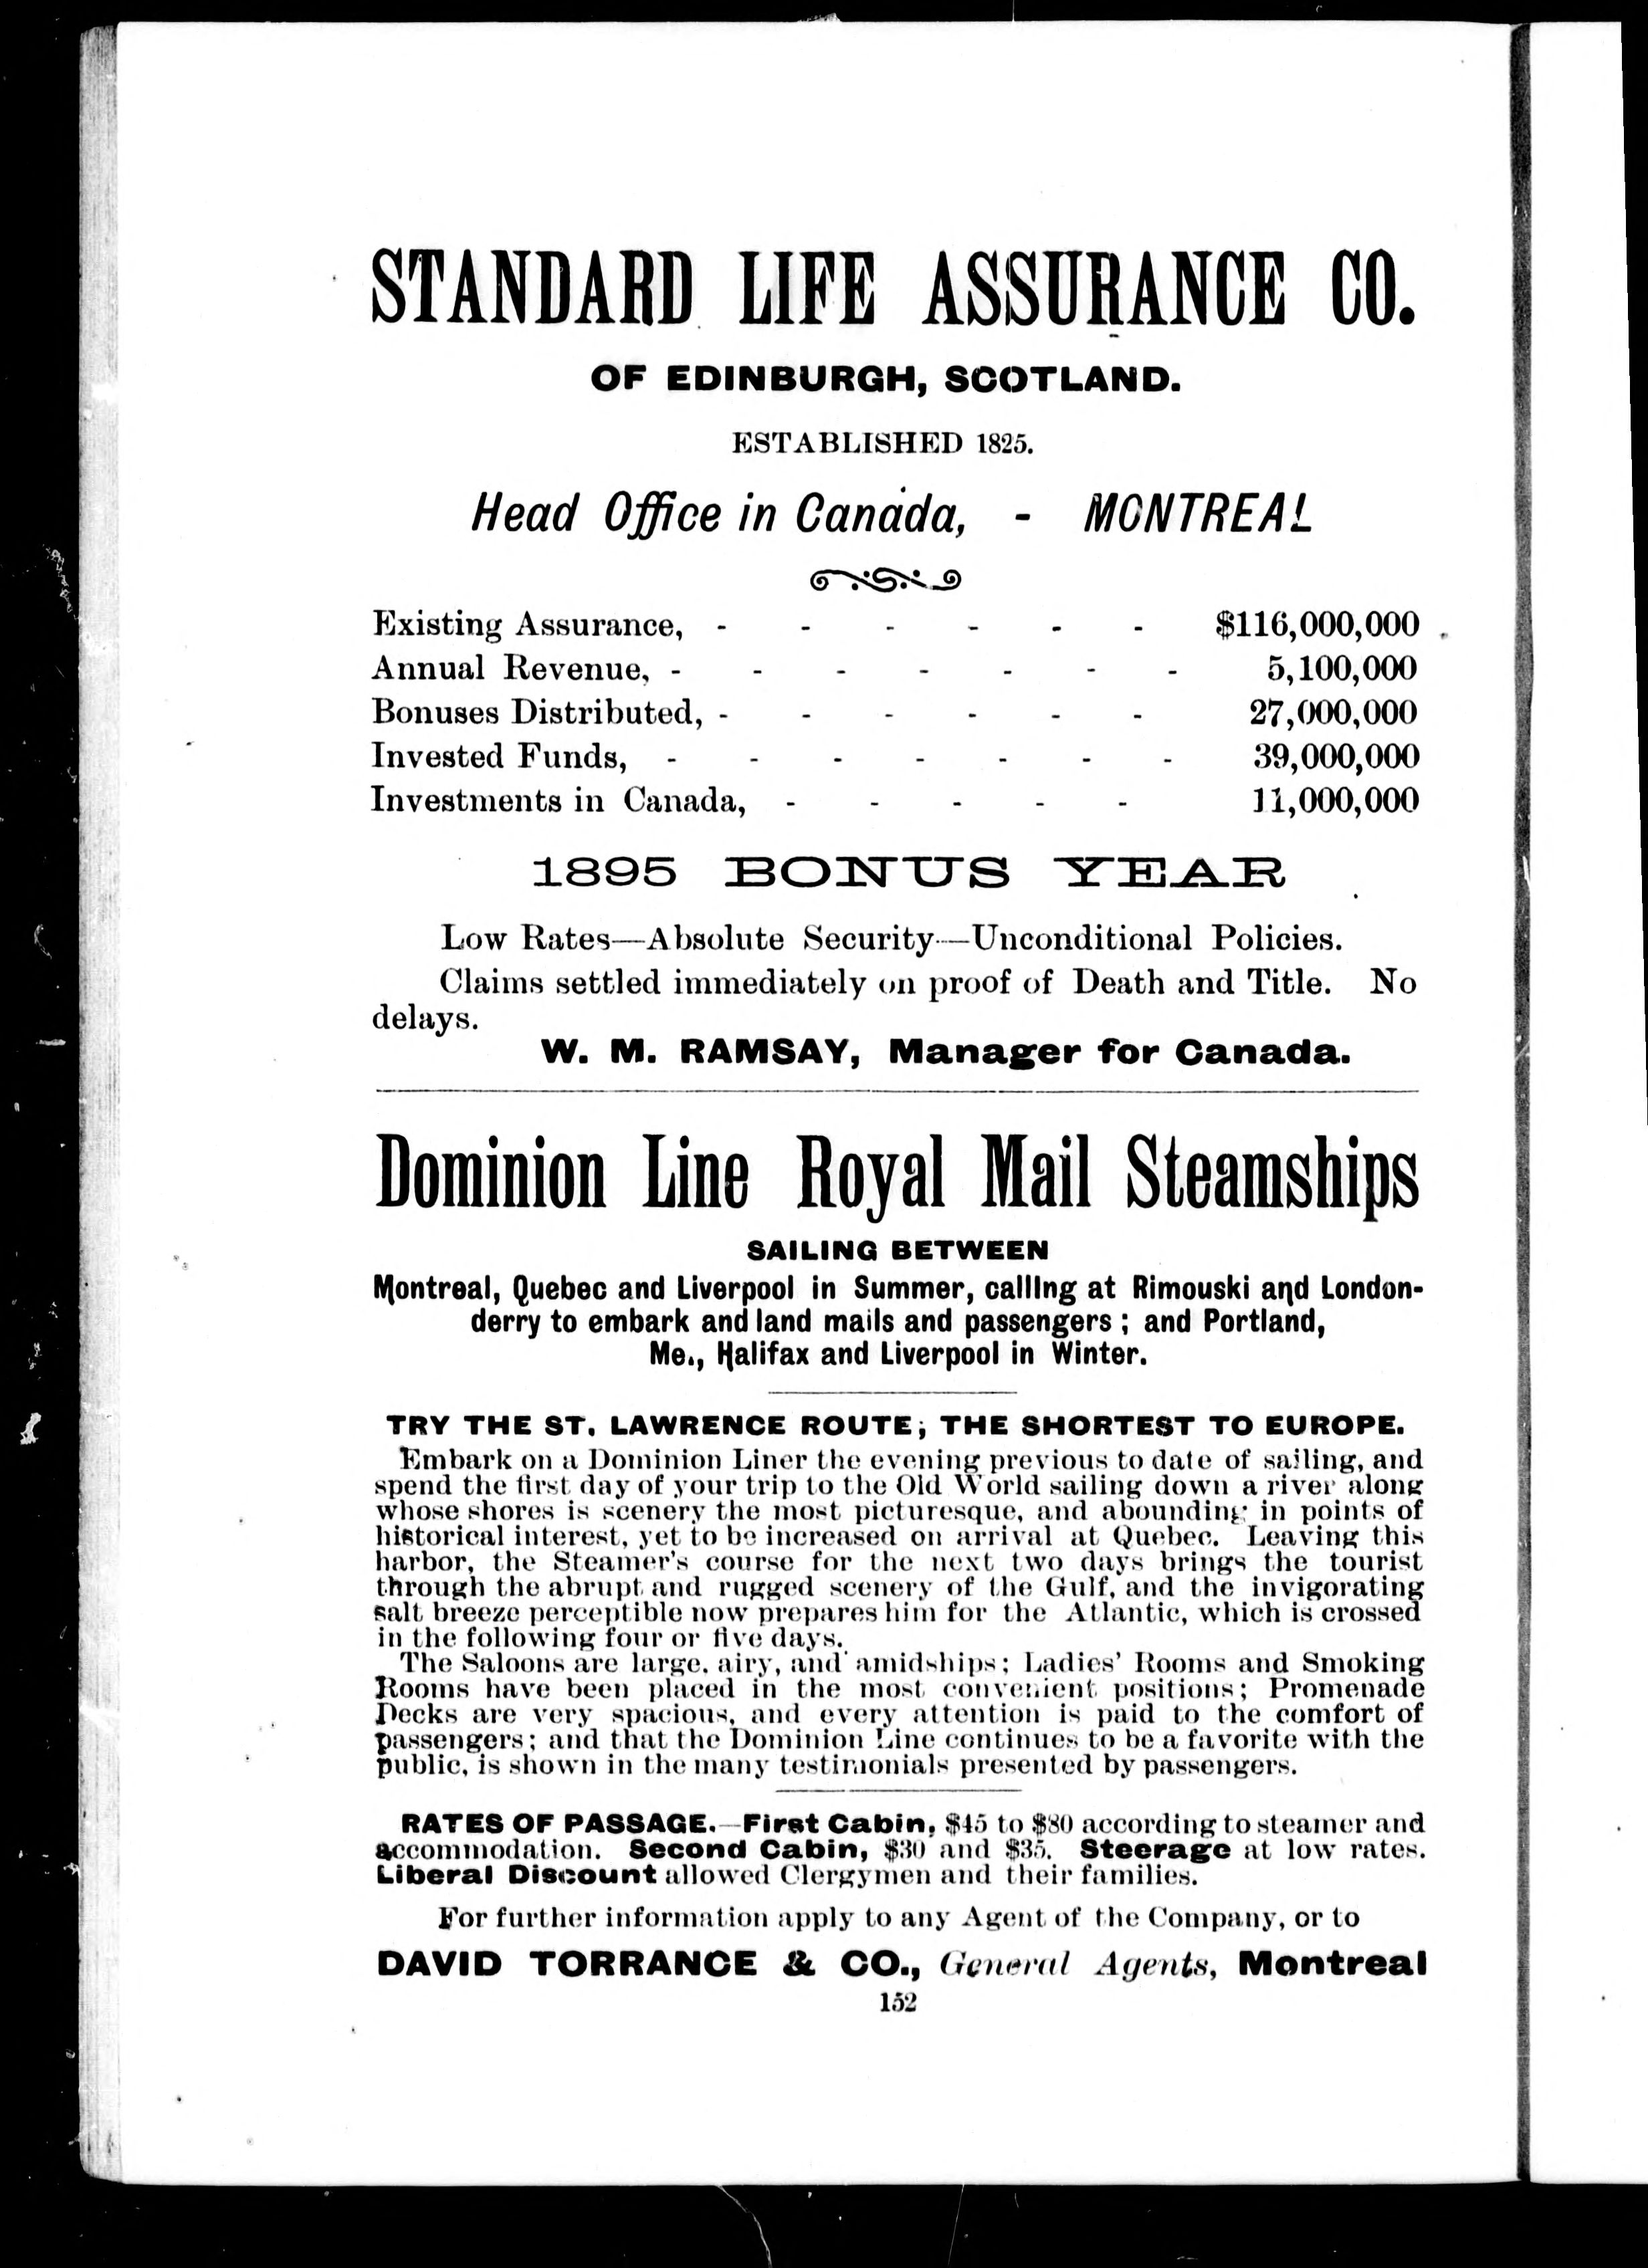 STANDARD LIFE ASSURANCE CO.
OF EDINBURGH, SCOTLAND.
ESTABLISHED 1825.
Head Office in Canada, - MONTREAL
Existing Assurance, - - - - - - $116,000,000
Annual Revenue, - - - - - - - 5,100,000
Bonuses Distributed, - - - - - - 27,000,000
Invested Funds, - - - - - - - 39,000,000
Investments in Canada, - - - - - 11,000,000
1895 BONUS YEAR
Low Rates—Absolute Security—Unconditional Policies.
Claims settled immediately on proof of Death and Title. No
delays.
W. M. RAMSAY, Manager for Canada.
Dominion Line Royal Mail Steamships
SAILING BETWEEN
Montreal, Quebec and Liverpool in Summer, calling at Rimouski and London-
derry to embark and land mails and passengers ; and Portland,
Me., Halifax and Liverpool in Winter.
TRY THE ST. LAWRENCE ROUTE; THE SHORTEST TO EUROPE.
Embark on a Dominion Liner the evening previous to date of sailing, and
spend the first day of your trip to the Old World sailing down a river along
whose shores is scenery the most picturesque, and abounding in points of
historical interest, yet to be increased on arrival at Quebec. Leaving this
harbor, the Steamer's course for the next two days brings the tourist
through the abrupt and rugged scenery of the Gulf, and the invigorating
salt breeze perceptible now prepares him for the Atlantic, which is crossed
in the following four or five days.
The Saloons are large, airy, and amidships; Ladies' Rooms and Smoking
Rooms have been placed in the most convenient positions; Promenade
Decks are very spacious, and every attention is paid to the comfort of
passengers; and that the Dominion Line continues to be a favorite with the
public, is shown in the many testimonials presented by passengers.
RATES OF PASSAGE.—First Cabin, $45 to $80 according to steamer and
accommodation. Second Cabin, $30 and $35. Steerage at low rates.
Liberal Discount allowed Clergymen and their families.
For further information apply to any Agent of the Company, or to
DAVID TORRANCE & CO., General Agents, Montreal
152